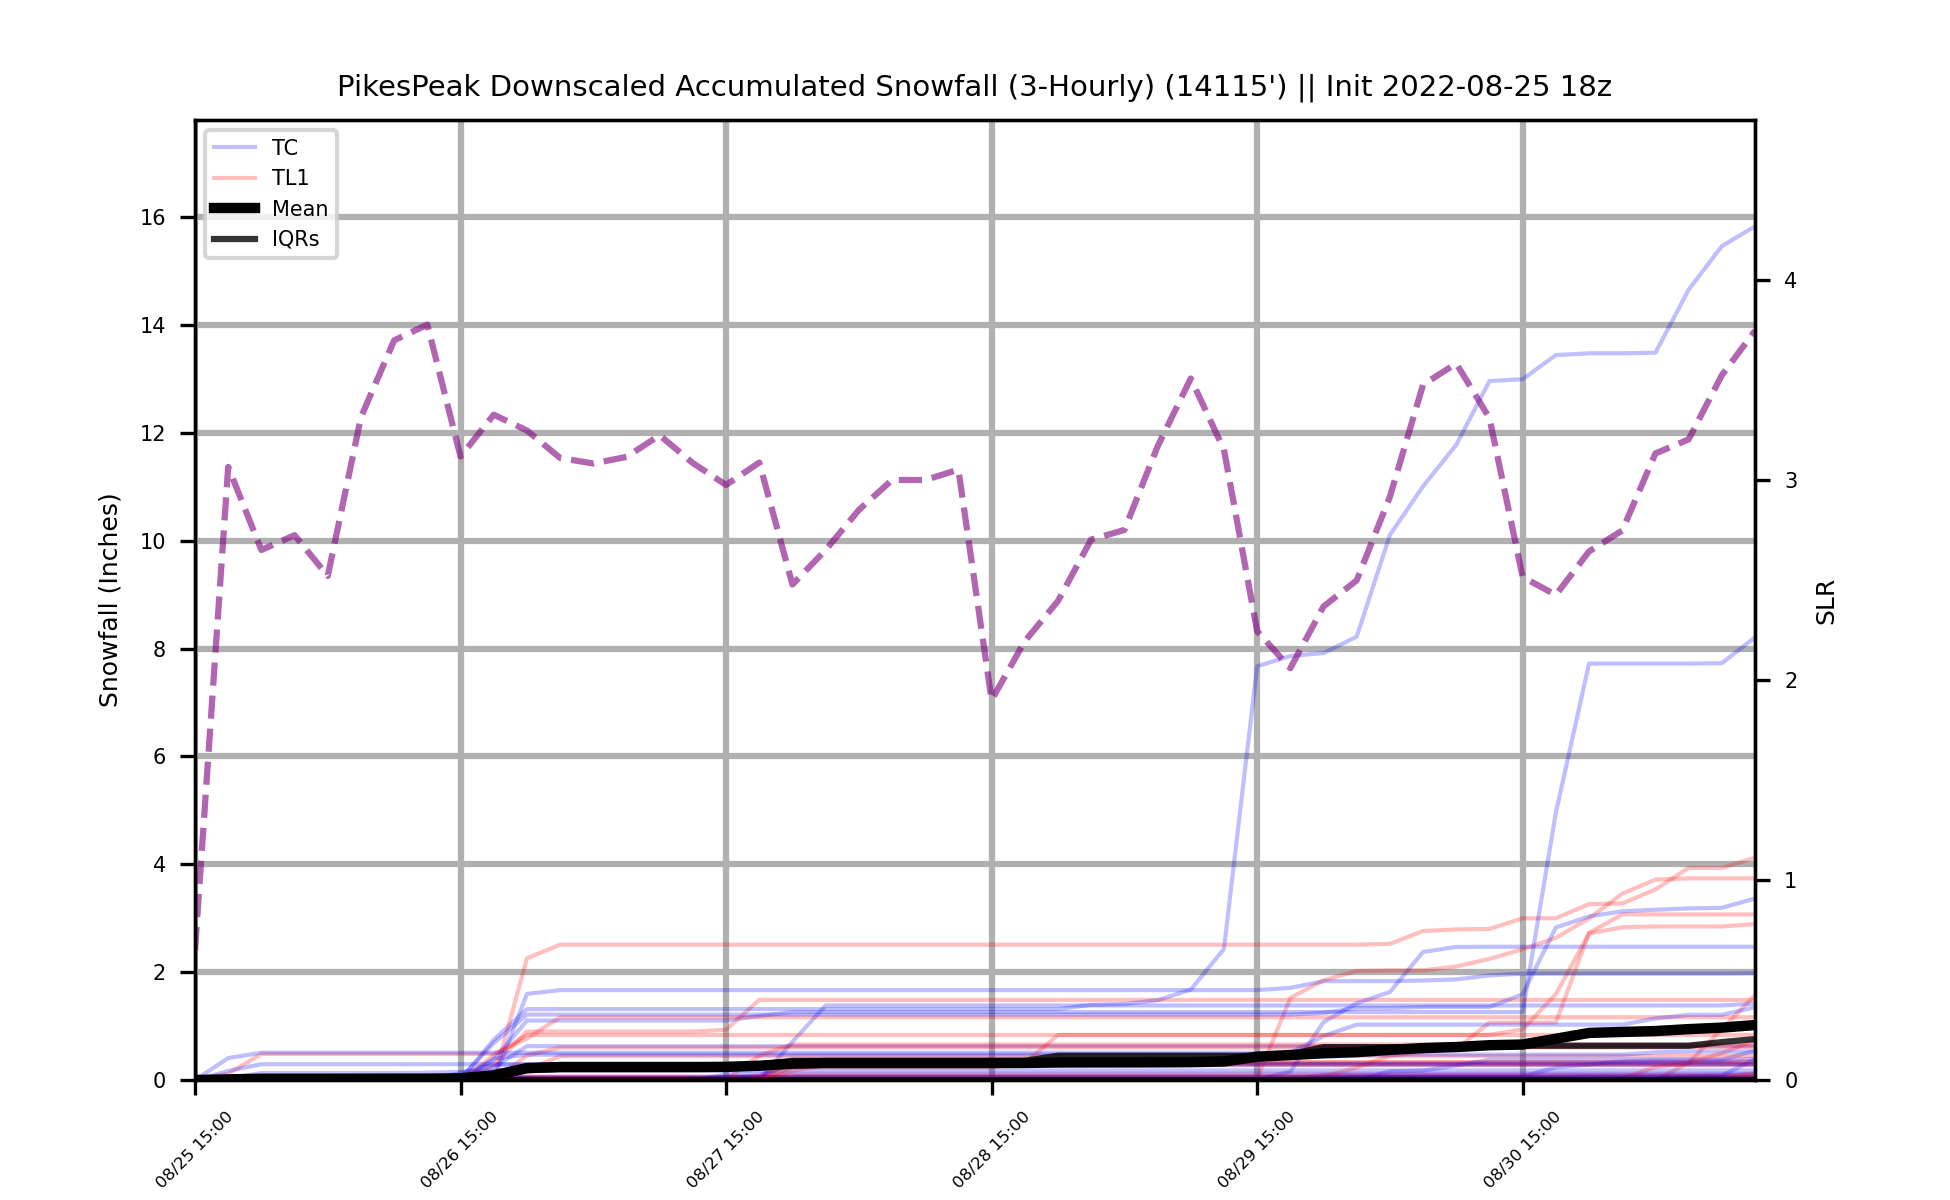 PikesPeak Downscaled Accumulated Snowfall (3-Hourly) (14115') || Init 2022-08-25 18z
TC
TL1
Mean
IQRs
Snowfall (Inches)
16
14
12
10
8
6
4
2
0
SLR
4
3
2
1
0
08/25 15:00
08/26 15:00
08/27 15:00
08/28 15:00
08/29 15:00
08/30 15:00